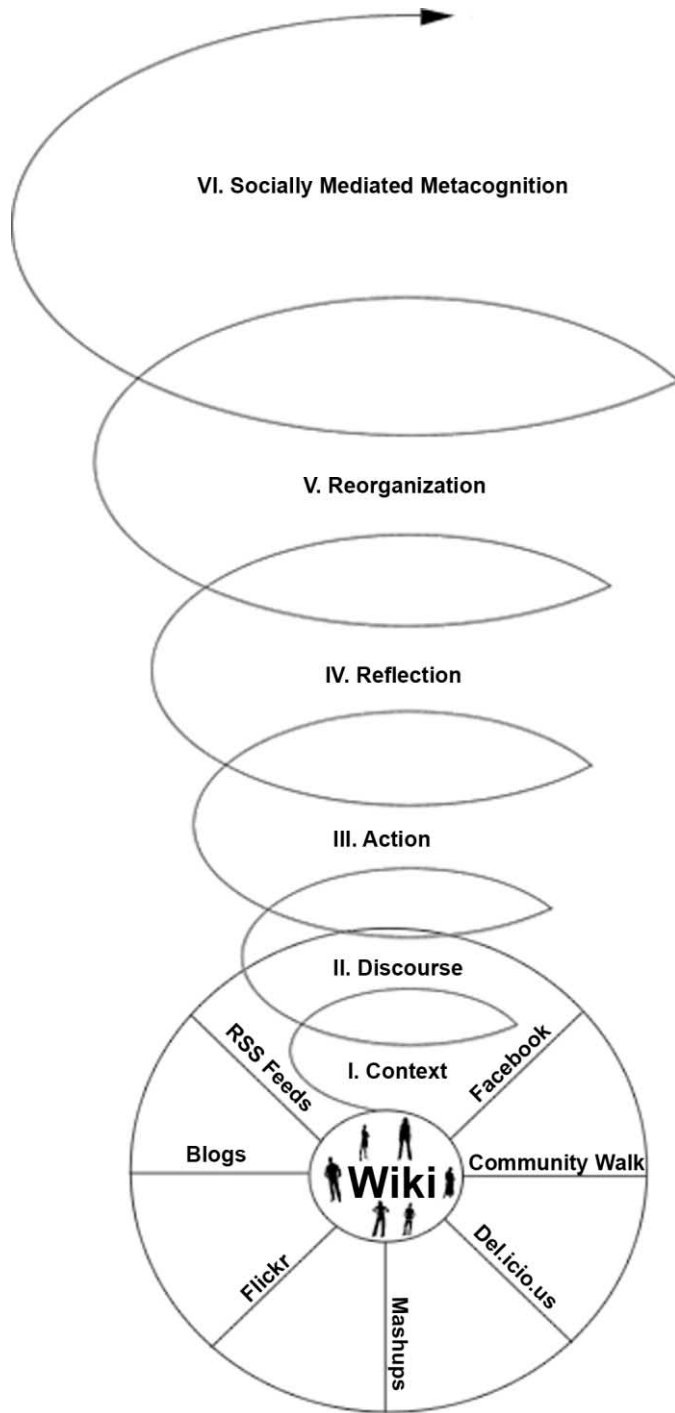 VI. Socially Mediated Metacognition
V. Reorganization
IV. Reflection
III. Action
II. Discourse
I. Context
RSS Feeds
Facebook
Blogs
Wiki
Community Walk
Flickr
Mashups
Del.icio.us